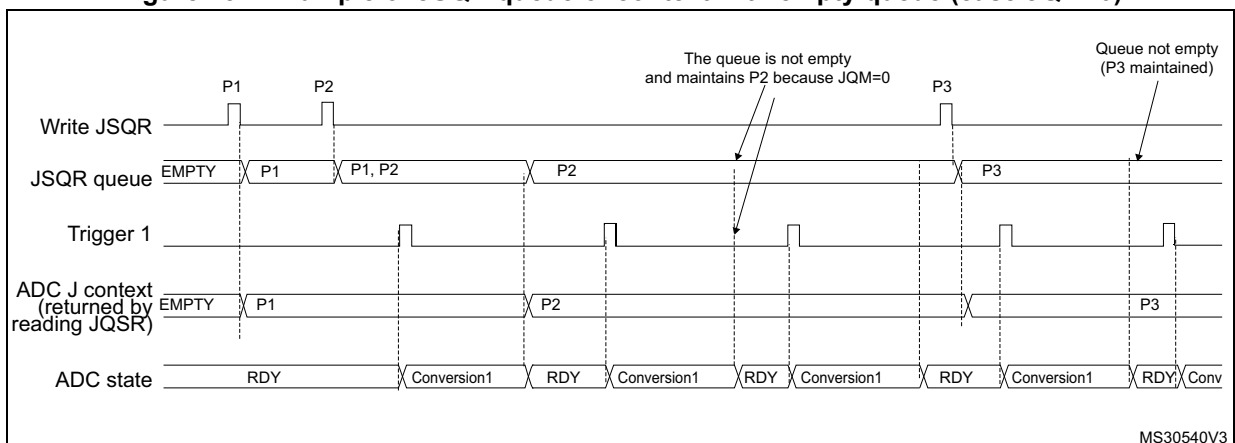 The queue is not empty
and maintains P2 because JQM=0
Queue not empty
(P3 maintained)
P1 P2 P3
Write JSQR
JSQR queue EMPTY P1 P1, P2 P2 P3
Trigger 1
ADC J context
(returned by EMPTY P1 P2 P3
reading JQSR)
ADC state RDY Conversion1 RDY Conversion1 RDY Conversion1 RDY Conversion1 RDY Conv
MS30540V3